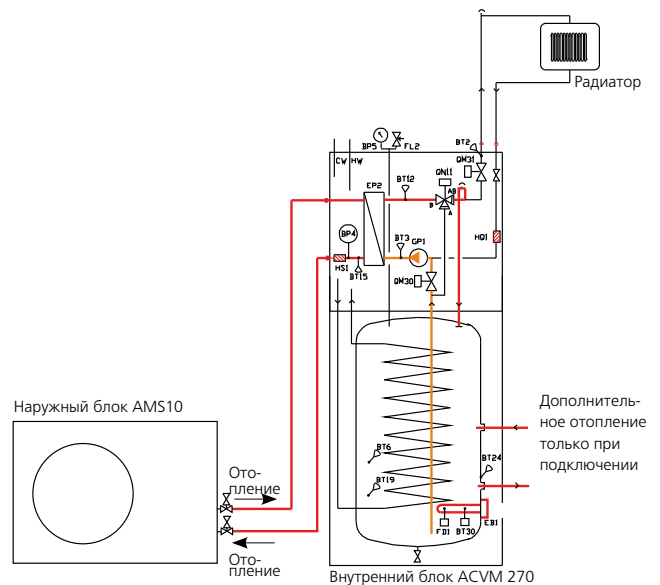 Радиатор
BP5
FL2
BT2
QM31
CW HW
EP2
BT12
QN11
AB
B
A
BP4
BT3
GP1
HQ1
HS1
BT15
QM30
Наружный блок AMS10
Дополнитель-
ное отопление
только при
подключении
BT6
BT24
Ото-
пление
BT19
FD1
BT30
EB1
Ото-
пление
Внутренний блок ACVM 270